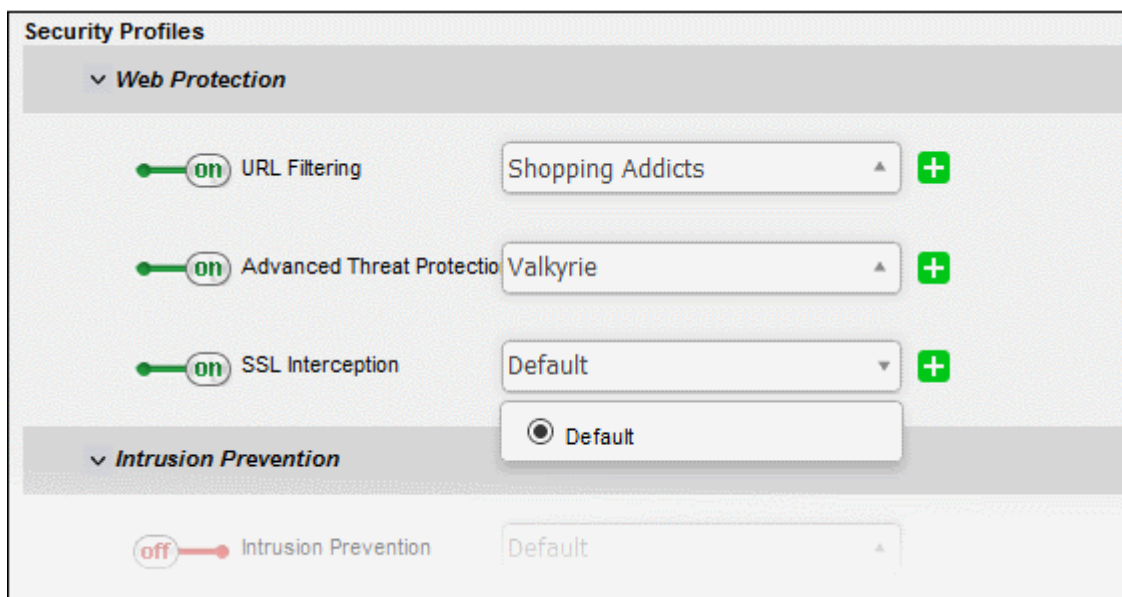 Security Profiles
Web Protection
on URL Filtering Shopping Addicts
on Advanced Threat Protectio Valkyrie
on SSL Interception Default
Default
Intrusion Prevention
off Intrusion Prevention Default